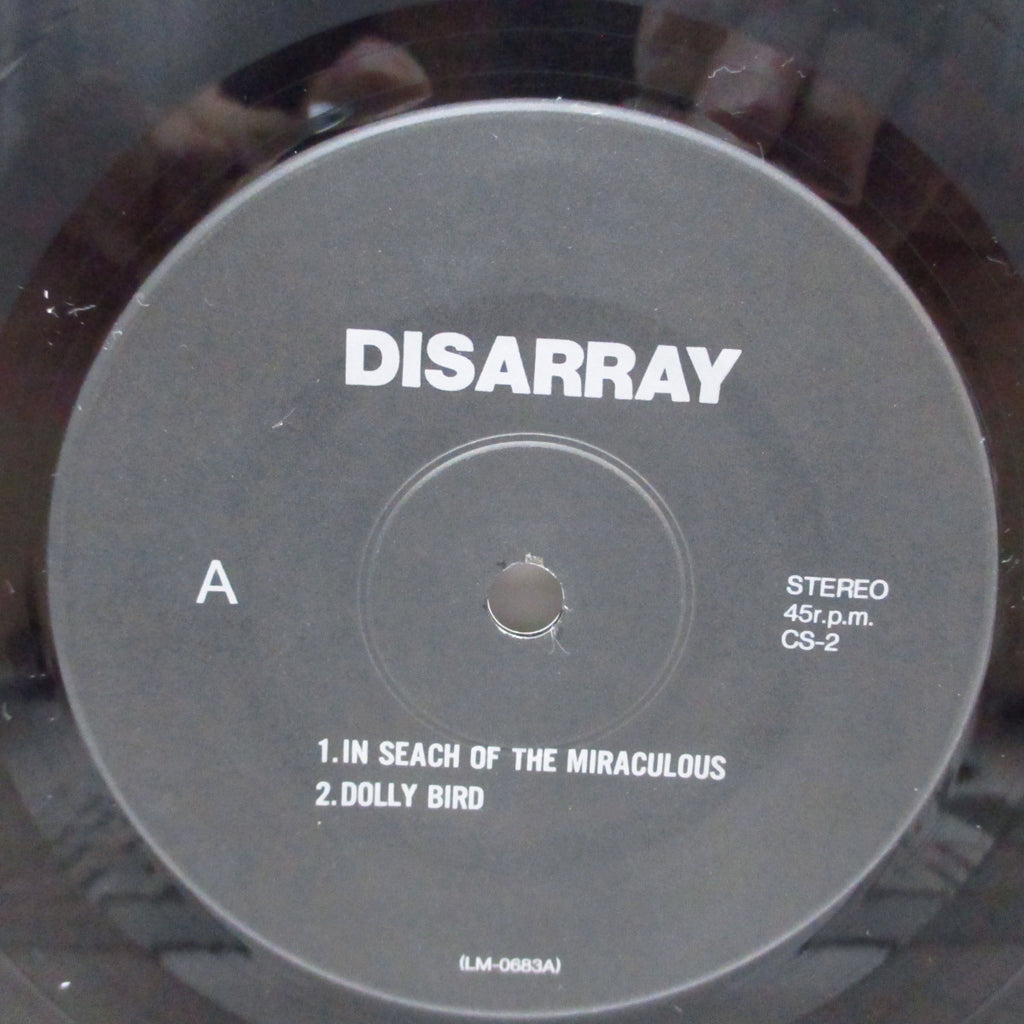 DISARRAY
A
STEREO
45r.p.m.
CS-2
1.IN SEACH OF THE MIRACULOUS
2.DOLLY BIRD
(LM-0683A)